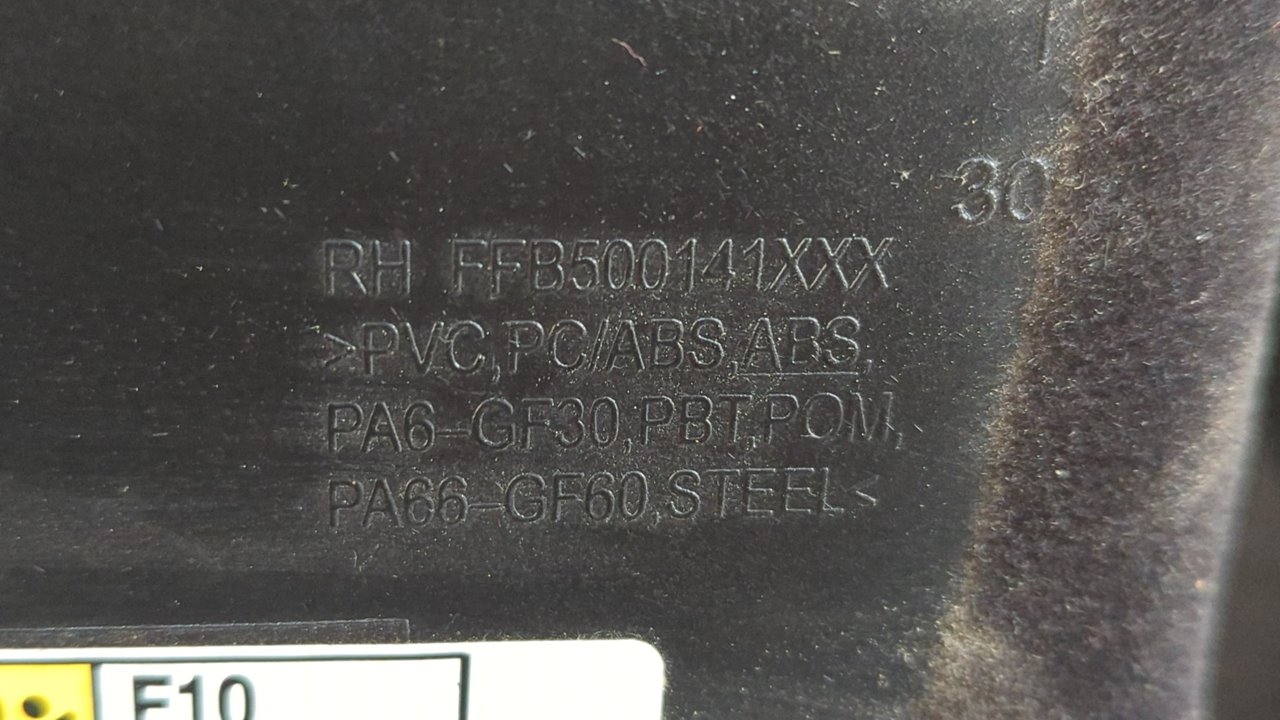 30
RH FFB500141XXX
>PVC,PC/ABS,ABS,
PA6-GF30,PBT,POM,
PA66-GF60,STEEL<
F10